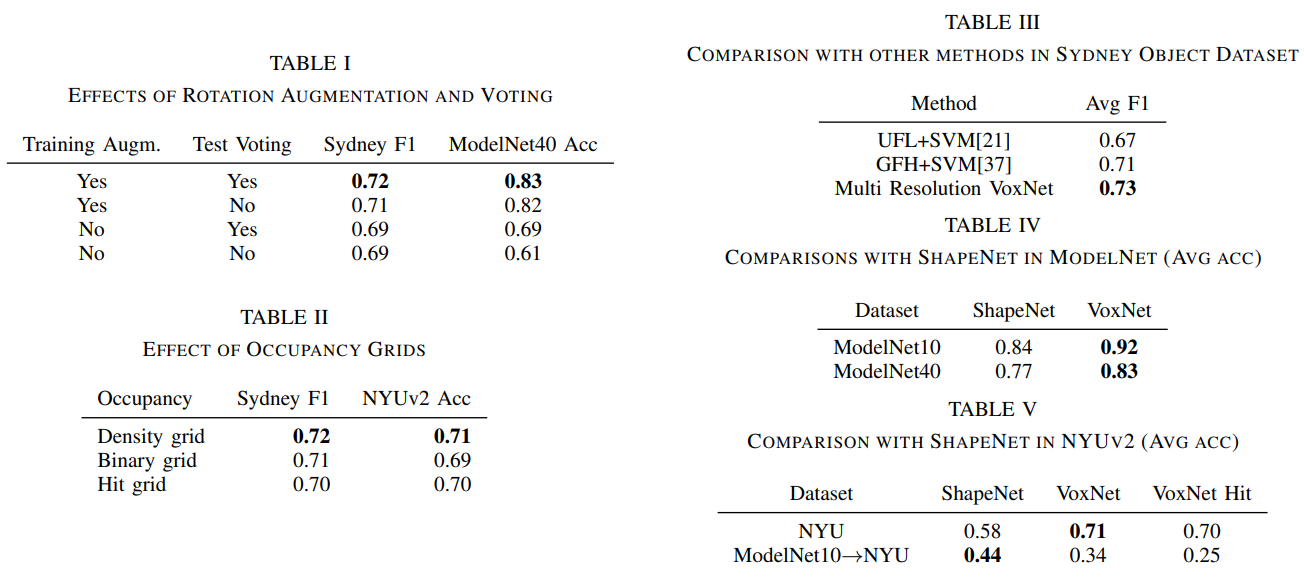 TABLE I
EFFECTS OF ROTATION AUGMENTATION AND VOTING
Training Augm. Test Voting Sydney F1 ModelNet40 Acc
Yes Yes 0.72 0.83
Yes No 0.71 0.82
No Yes 0.69 0.69
No No 0.69 0.61
TABLE II
EFFECT OF OCCUPANCY GRIDS
Occupancy Sydney F1 NYUv2 Acc
Density grid 0.72 0.71
Binary grid 0.71 0.69
Hit grid 0.70 0.70
TABLE III
COMPARISON WITH OTHER METHODS IN SYDNEY OBJECT DATASET
Method Avg F1
UFL+SVM[21] 0.67
GFH+SVM[37] 0.71
Multi Resolution VoxNet 0.73
TABLE IV
COMPARISONS WITH SHAPENET IN MODELNET (AVG ACC)
Dataset ShapeNet VoxNet
ModelNet10 0.84 0.92
ModelNet40 0.77 0.83
TABLE V
COMPARISON WITH SHAPENET IN NYUV2 (AVG ACC)
Dataset ShapeNet VoxNet VoxNet Hit
NYU 0.58 0.71 0.70
ModelNet10→NYU 0.44 0.34 0.25